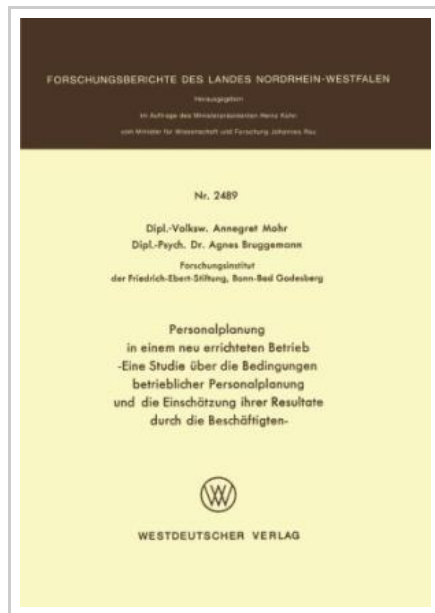 FORSCHUNGSBERICHTE DES LANDES NORDRHEIN-WESTFALEN
Herausgegeben
im Auftrage des Ministerpräsidenten Heinz Kühn
vom Minister für Wissenschaft und Forschung Johannes Rau
Nr. 2489
Dipl.-Volksw. Annegret Mohr
Dipl.-Psych. Dr. Agnes Bruggemann
Forschungsinstitut
der Friedrich-Ebert-Stiftung, Bonn-Bad Godesberg
Personalplanung
in einem neu errichteten Betrieb
-Eine Studie über die Bedingungen
betrieblicher Personalplanung
und die Einschätzung ihrer Resultate
durch die Beschäftigten-
WESTDEUTSCHER VERLAG